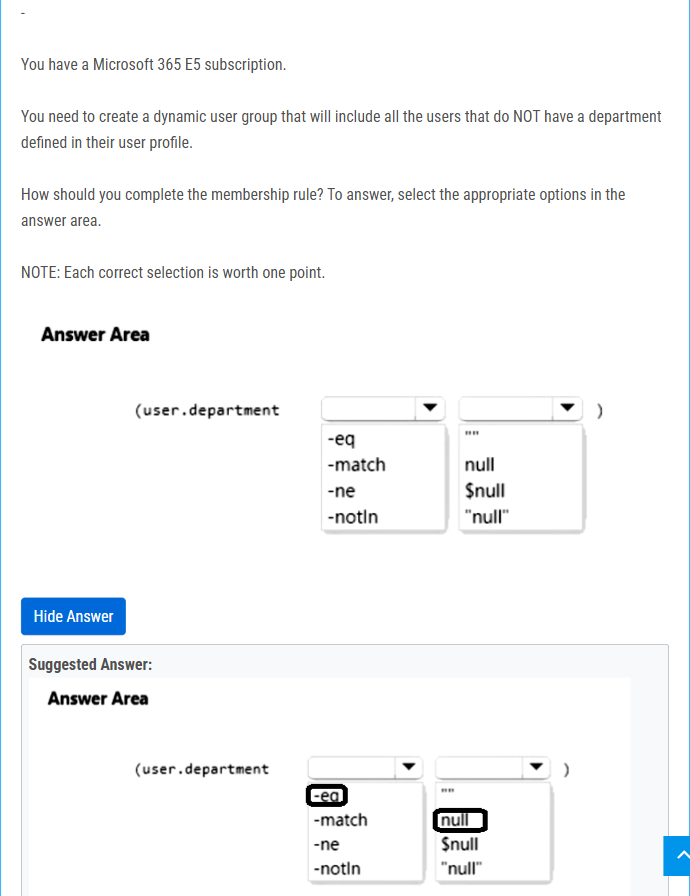 -
You have a Microsoft 365 E5 subscription.
You need to create a dynamic user group that will include all the users that do NOT have a department
defined in their user profile.
How should you complete the membership rule? To answer, select the appropriate options in the
answer area.
NOTE: Each correct selection is worth one point.
Answer Area
(user.department )
-eq ""
-match null
-ne $null
-notIn "null"
Hide Answer
Suggested Answer:
Answer Area
(user.department )
-eq ""
-match null
-ne $null
-notIn "null"